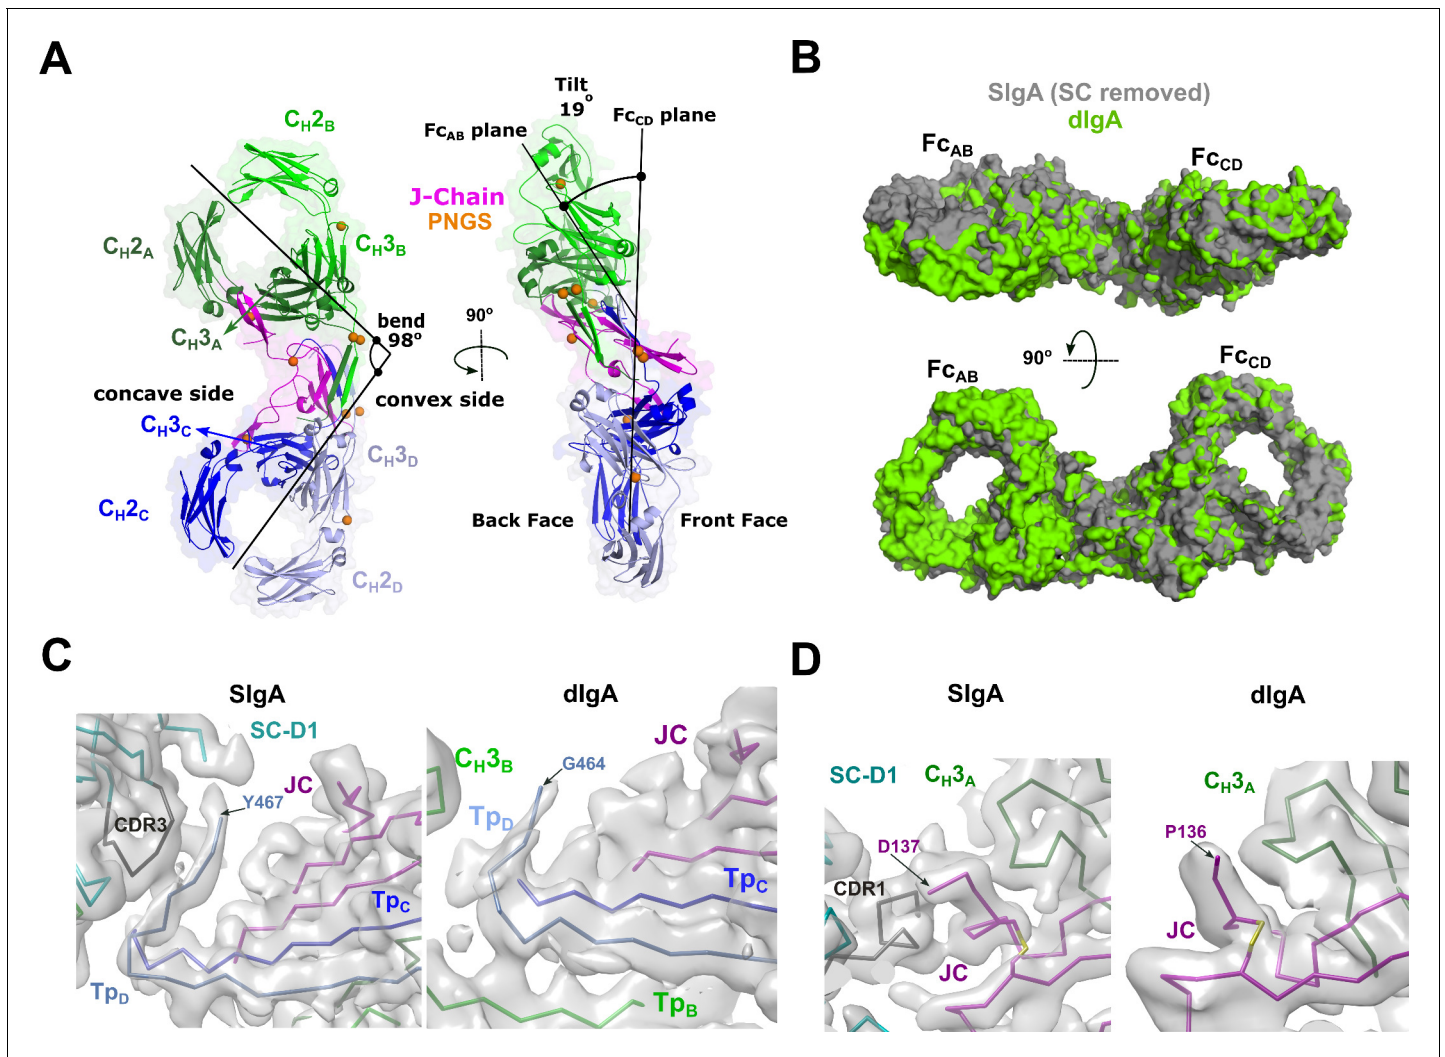 A
CH2B
CH2A
CH3B
CH3A
bend
98°
concave side
convex side
CH3C
CH3D
CH2C
CH2D
90°
Tilt
19°
FcAB plane
FcCD plane
J-Chain
PNGS
Back Face
Front Face
B
SIgA (SC removed)
dIgA
FcAB
FcCD
90°
FcAB
FcCD
C
SIgA
SC-D1
JC
Y467
CDR3
TpC
TpD
dIgA
JC
CH3B
G464
TpD
TpC
TpB
D
SIgA
SC-D1
CH3A
D137
CDR1
JC
dIgA
CH3A
P136
JC